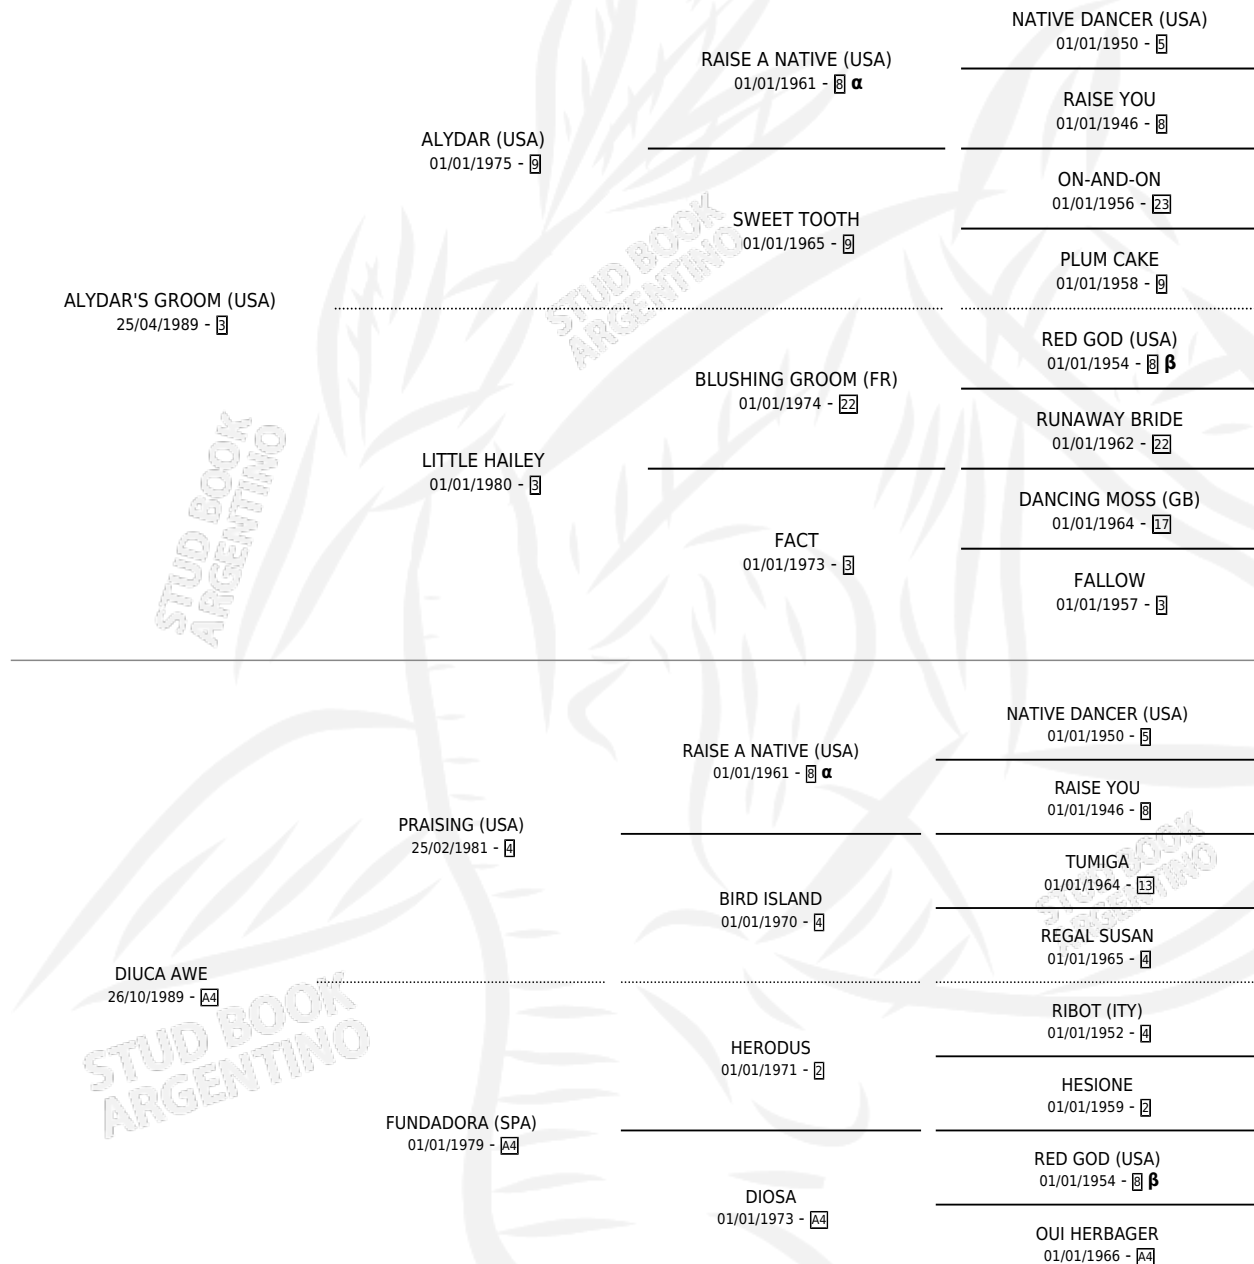 NATIVE DANCER (USA)
01/01/1950 - 5
RAISE A NATIVE (USA)
01/01/1961 - 8 α
RAISE YOU
01/01/1946 - 8
ALYDAR (USA)
01/01/1975 - 9
ON-AND-ON
01/01/1956 - 23
SWEET TOOTH
01/01/1965 - 9
PLUM CAKE
01/01/1958 - 9
ALYDAR'S GROOM (USA)
25/04/1989 - 3
RED GOD (USA)
01/01/1954 - 8 β
BLUSHING GROOM (FR)
01/01/1974 - 22
RUNAWAY BRIDE
01/01/1962 - 22
LITTLE HAILEY
01/01/1980 - 3
DANCING MOSS (GB)
01/01/1964 - 17
FACT
01/01/1973 - 3
FALLOW
01/01/1957 - 3
NATIVE DANCER (USA)
01/01/1950 - 5
RAISE A NATIVE (USA)
01/01/1961 - 8 α
RAISE YOU
01/01/1946 - 8
PRAISING (USA)
25/02/1981 - 4
TUMIGA
01/01/1964 - 13
BIRD ISLAND
01/01/1970 - 4
REGAL SUSAN
01/01/1965 - 4
DIUCA AWE
26/10/1989 - A4
RIBOT (ITY)
01/01/1952 - 4
HERODUS
01/01/1971 - 2
HESIONE
01/01/1959 - 2
FUNDADORA (SPA)
01/01/1979 - A4
RED GOD (USA)
01/01/1954 - 8 β
DIOSA
01/01/1973 - A4
OUI HERBAGER
01/01/1966 - A4
STUD BOOK
ARGENTINO
STUD BOOK
ARGENTINO
STUD BOOK
ARGENTINO
STUD BOOK
ARGENTINO